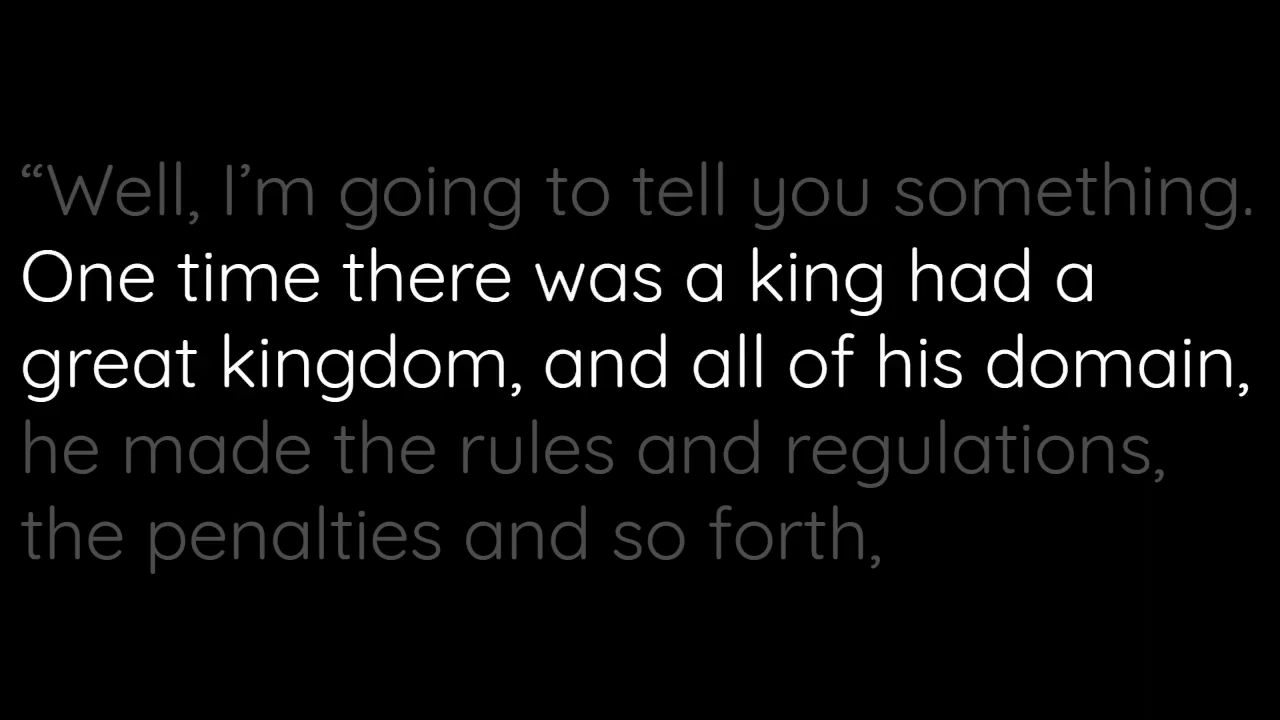 “Well, I’m going to tell you something.
One time there was a king had a
great kingdom, and all of his domain,
he made the rules and regulations,
the penalties and so forth,